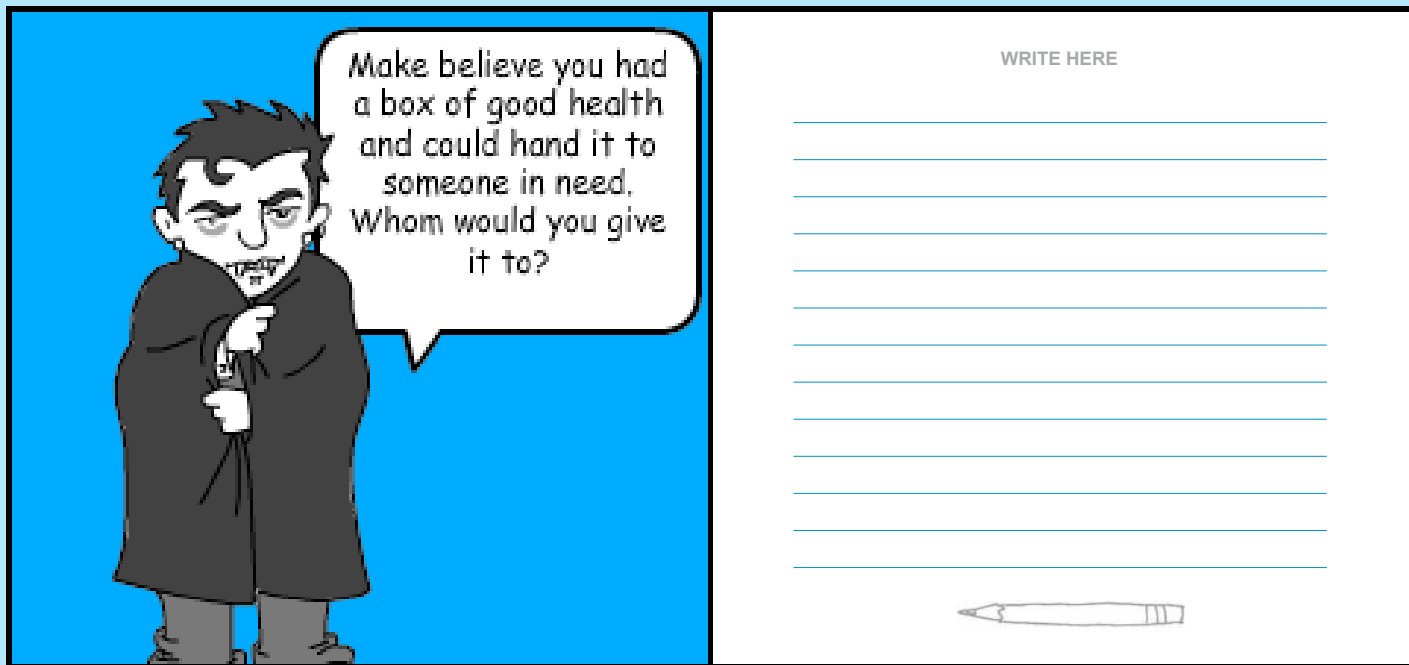 Make believe you had
a box of good health
and could hand it to
someone in need.
Whom would you give
it to?
WRITE HERE